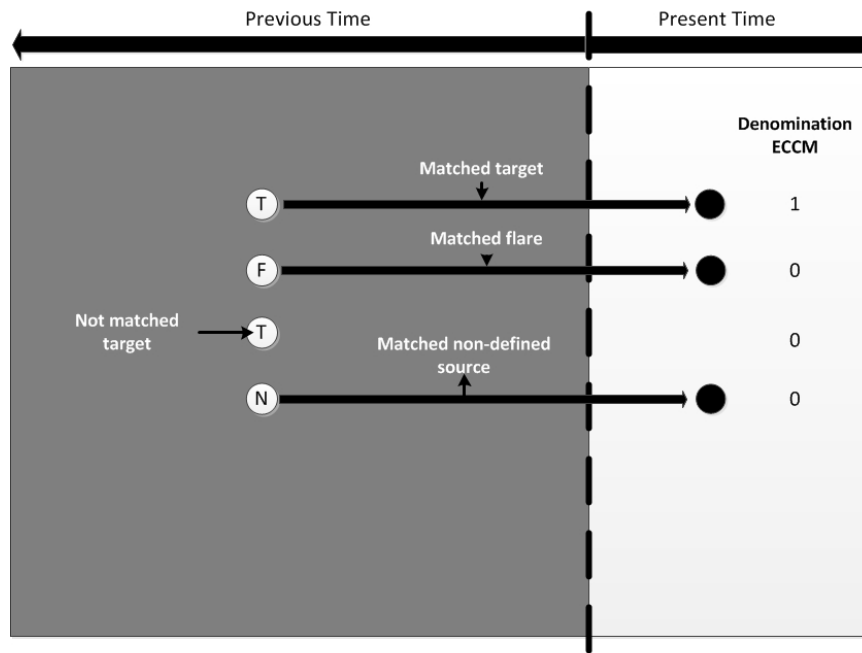 Previous Time
Present Time
Denomination
ECCM
Matched target
T
1
Matched flare
F
0
Not matched
target
T
0
Matched non-defined
source
N
0